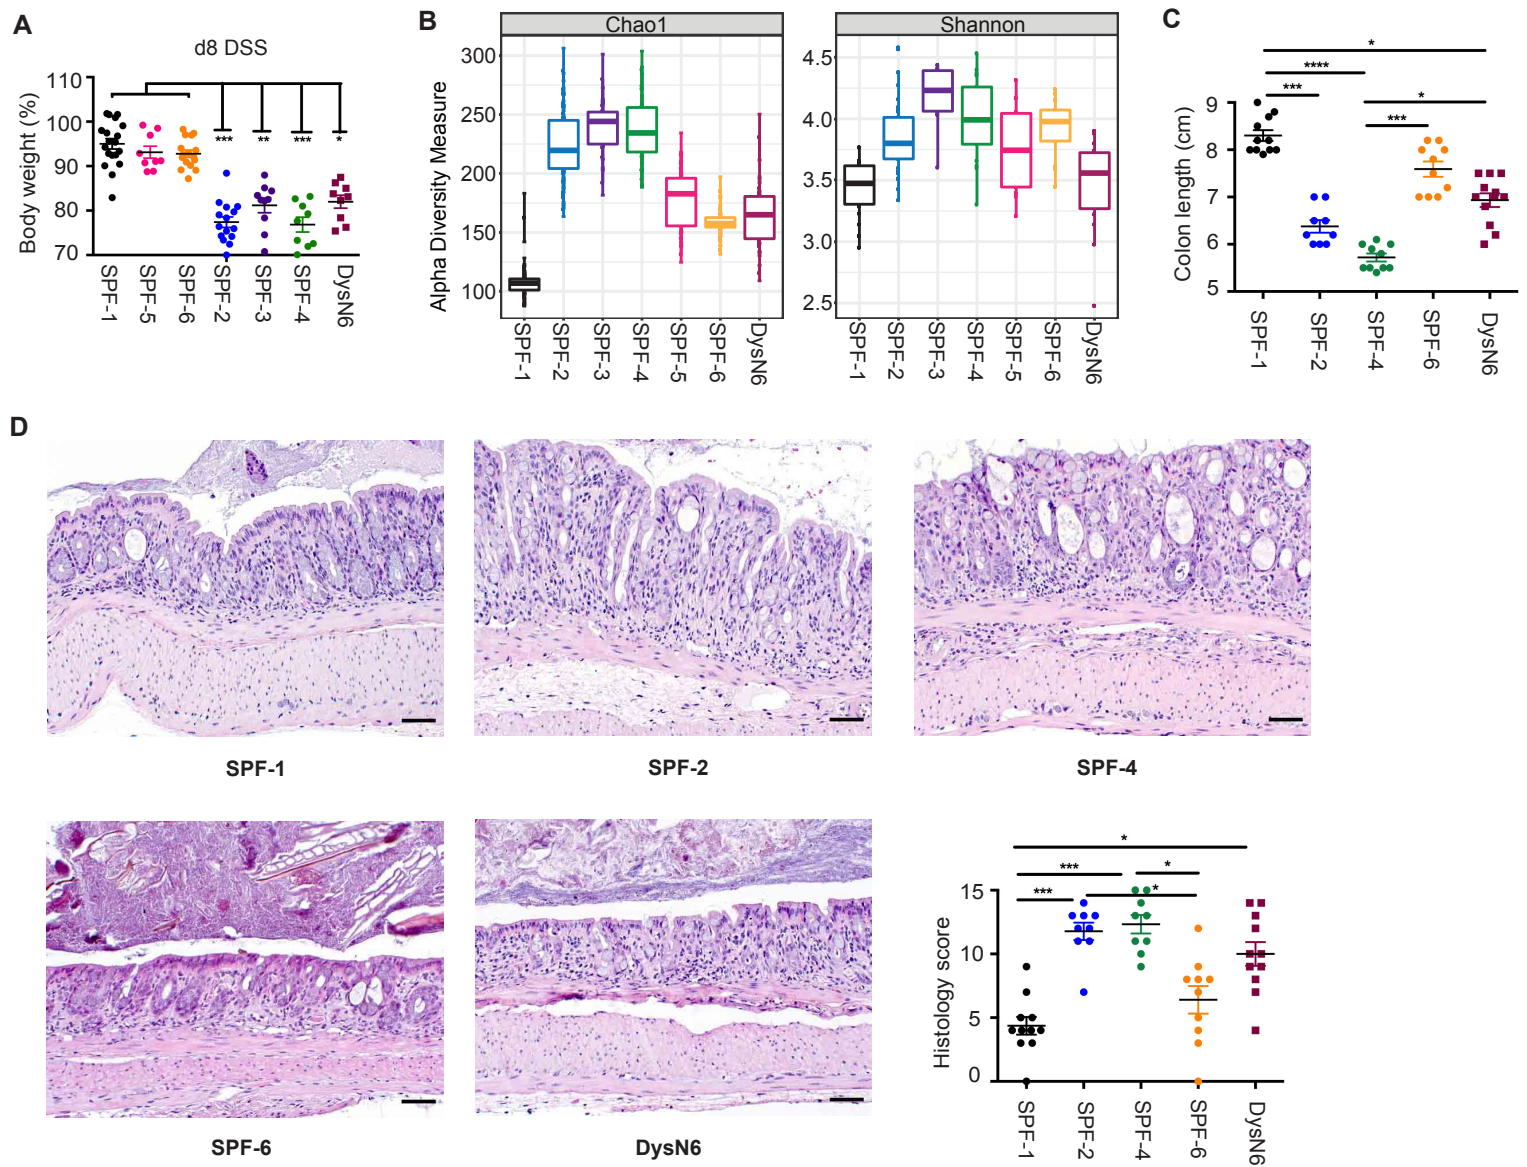 A
d8 DSS
Body weight (%)
110
100
90
80
70
*** ** *** *
SPF-1 SPF-5 SPF-6 SPF-2 SPF-3 SPF-4 DysN6
B
Chao1
Shannon
Alpha Diversity Measure
300
250
200
150
100
4.5
4.0
3.5
3.0
2.5
SPF-1 SPF-2 SPF-3 SPF-4 SPF-5 SPF-6 DysN6
SPF-1 SPF-2 SPF-3 SPF-4 SPF-5 SPF-6 DysN6
C
*
****
*** *
***
Colon length (cm)
9
8
7
6
5
SPF-1 SPF-2 SPF-4 SPF-6 DysN6
D
SPF-1
SPF-2
SPF-4
SPF-6
DysN6
*
*** *
*** *
Histology score
15
10
5
0
SPF-1 SPF-2 SPF-4 SPF-6 DysN6